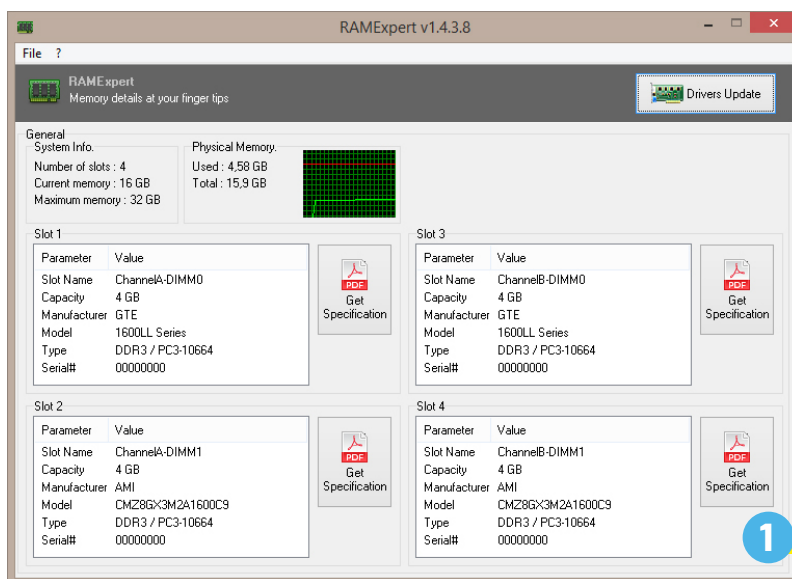 RAMExpert v1.4.3.8
File ?
RAMExpert
Memory details at your finger tips
Drivers Update
General
System Info.
Number of slots : 4
Current memory : 16 GB
Maximum memory : 32 GB
Physical Memory.
Used : 4,58 GB
Total : 15,9 GB
Slot 1
Parameter Value
Slot Name ChannelA-DIMM0
Capacity 4 GB
Manufacturer GTE
Model 1600LL Series
Type DDR3 / PC3-10664
Serial# 00000000
PDF
Get
Specification
Slot 3
Parameter Value
Slot Name ChannelB-DIMM0
Capacity 4 GB
Manufacturer GTE
Model 1600LL Series
Type DDR3 / PC3-10664
Serial# 00000000
PDF
Get
Specification
Slot 2
Parameter Value
Slot Name ChannelA-DIMM1
Capacity 4 GB
Manufacturer AMI
Model CMZ8GX3M2A1600C9
Type DDR3 / PC3-10664
Serial# 00000000
PDF
Get
Specification
Slot 4
Parameter Value
Slot Name ChannelB-DIMM1
Capacity 4 GB
Manufacturer AMI
Model CMZ8GX3M2A1600C9
Type DDR3 / PC3-10664
Serial# 00000000
PDF
Get
Specification
1